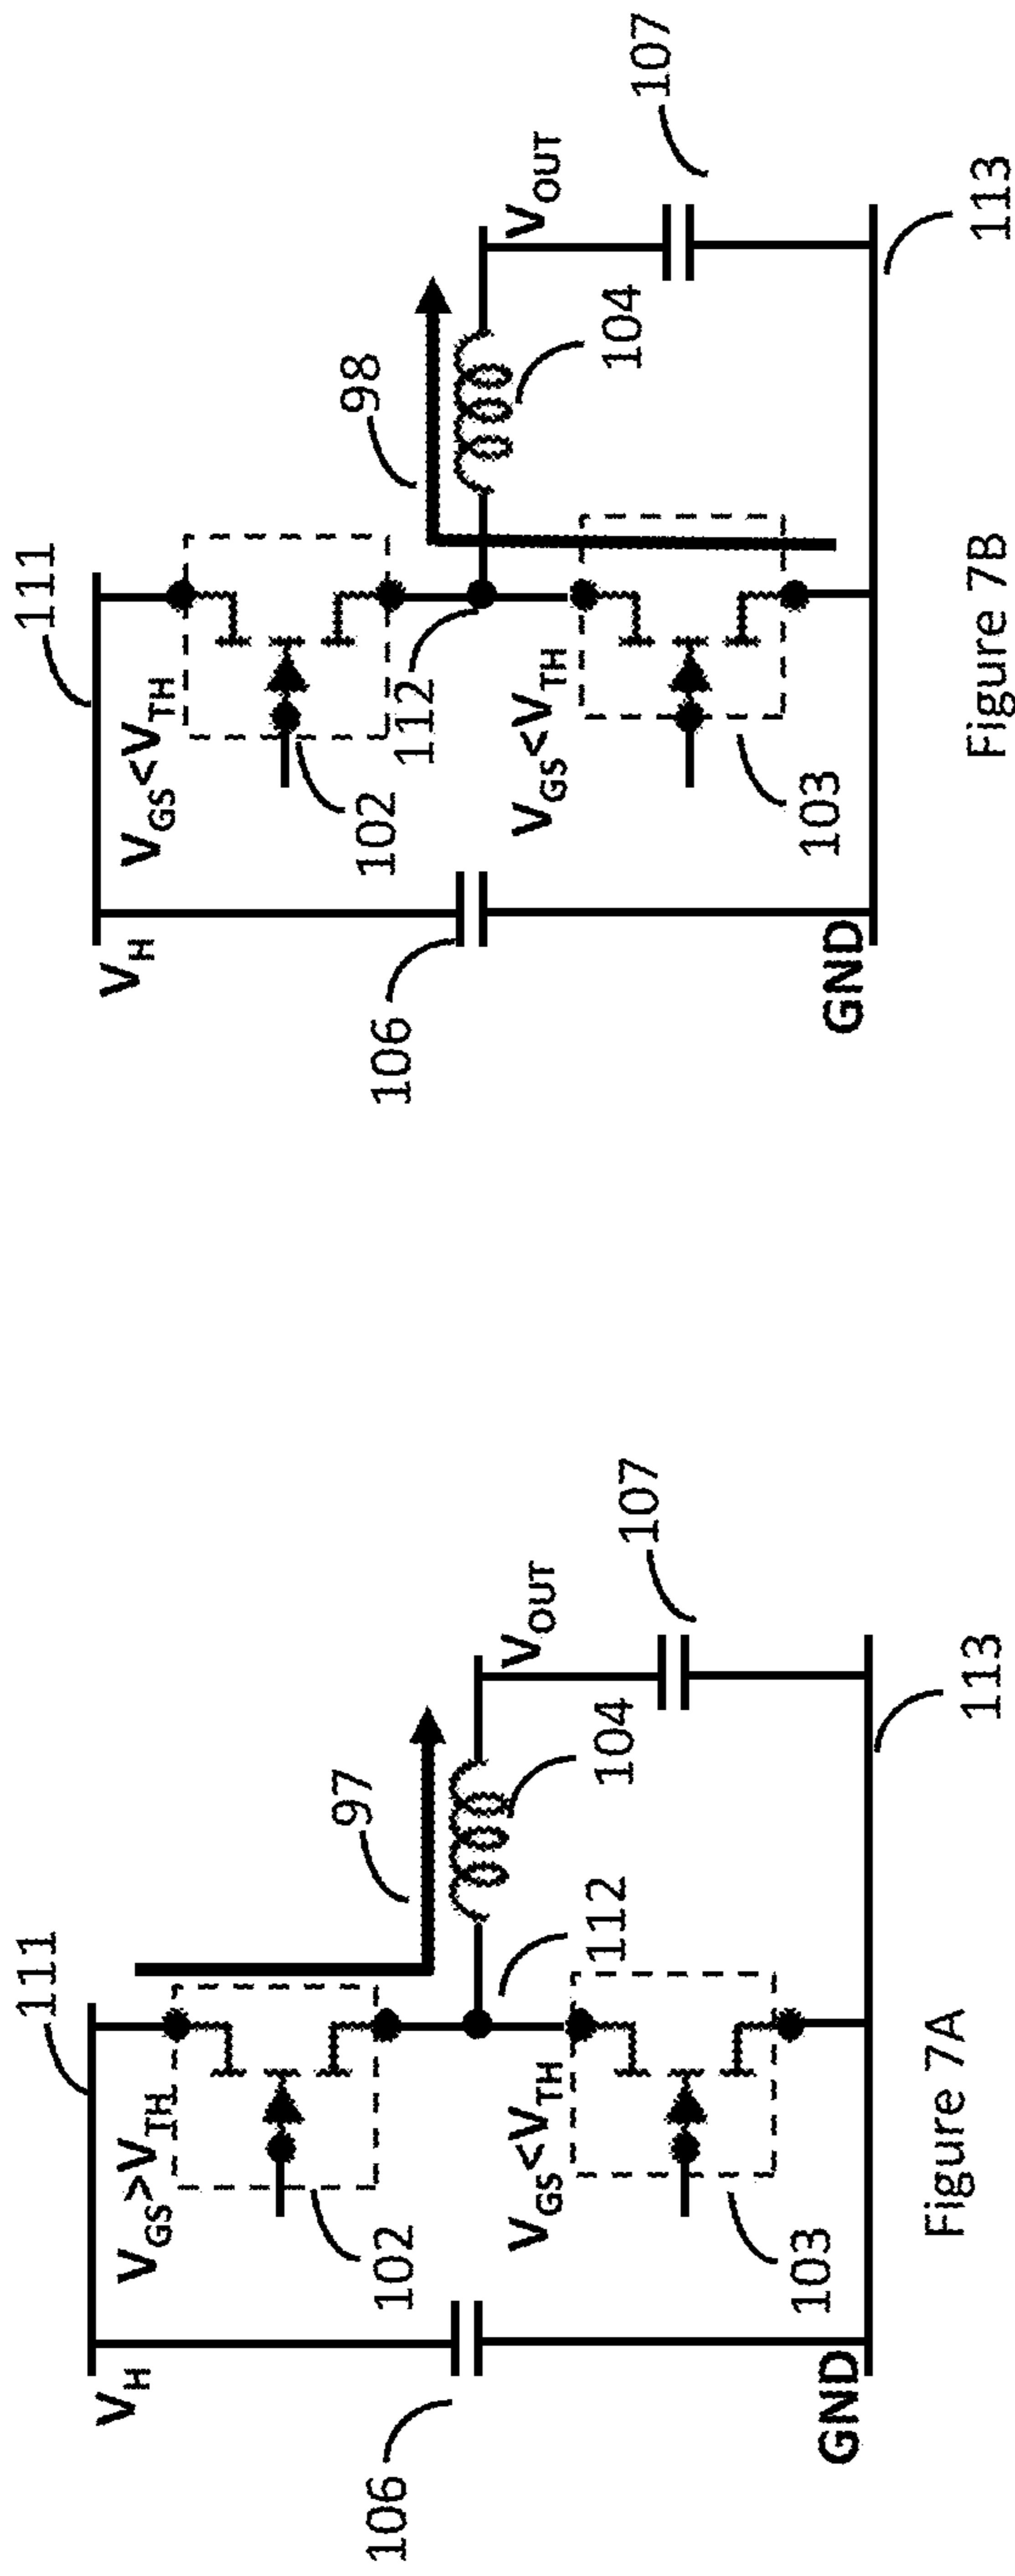 111
V_H
V_GS>V_TH
97
102
106
112
104
V_OUT
107
V_GS<V_TH
103
GND
113
Figure 7A
111
V_H
V_GS<V_TH
98
102
106
112
104
V_OUT
107
V_GS<V_TH
103
GND
113
Figure 7B